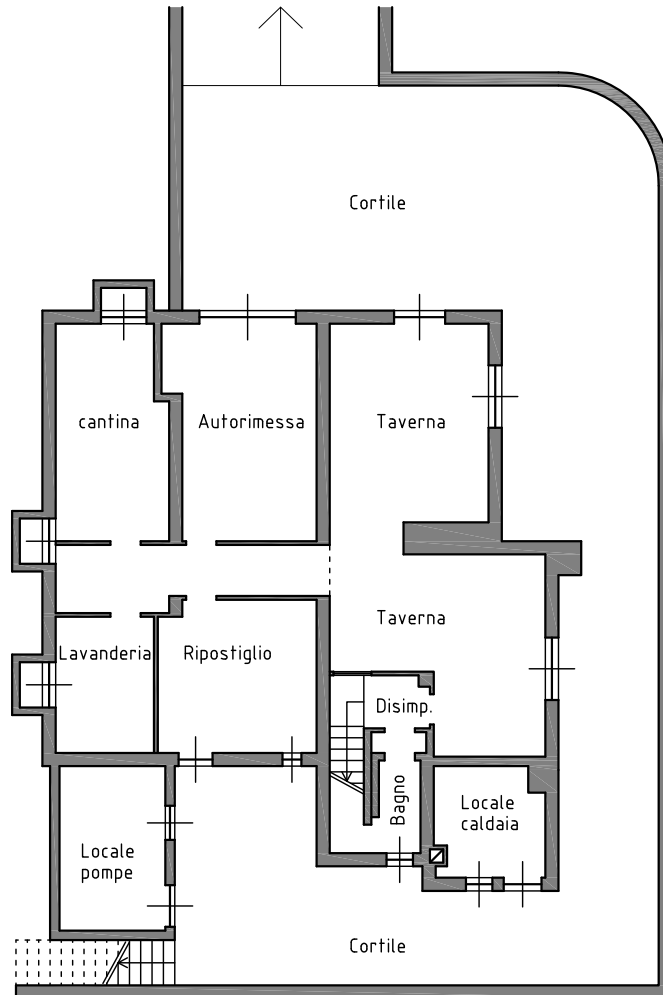 Cortile
cantina
Autorimessa
Taverna
Taverna
Lavanderia
Ripostiglio
Disimp.
Bagno
Locale
caldaia
Locale
pompe
Cortile